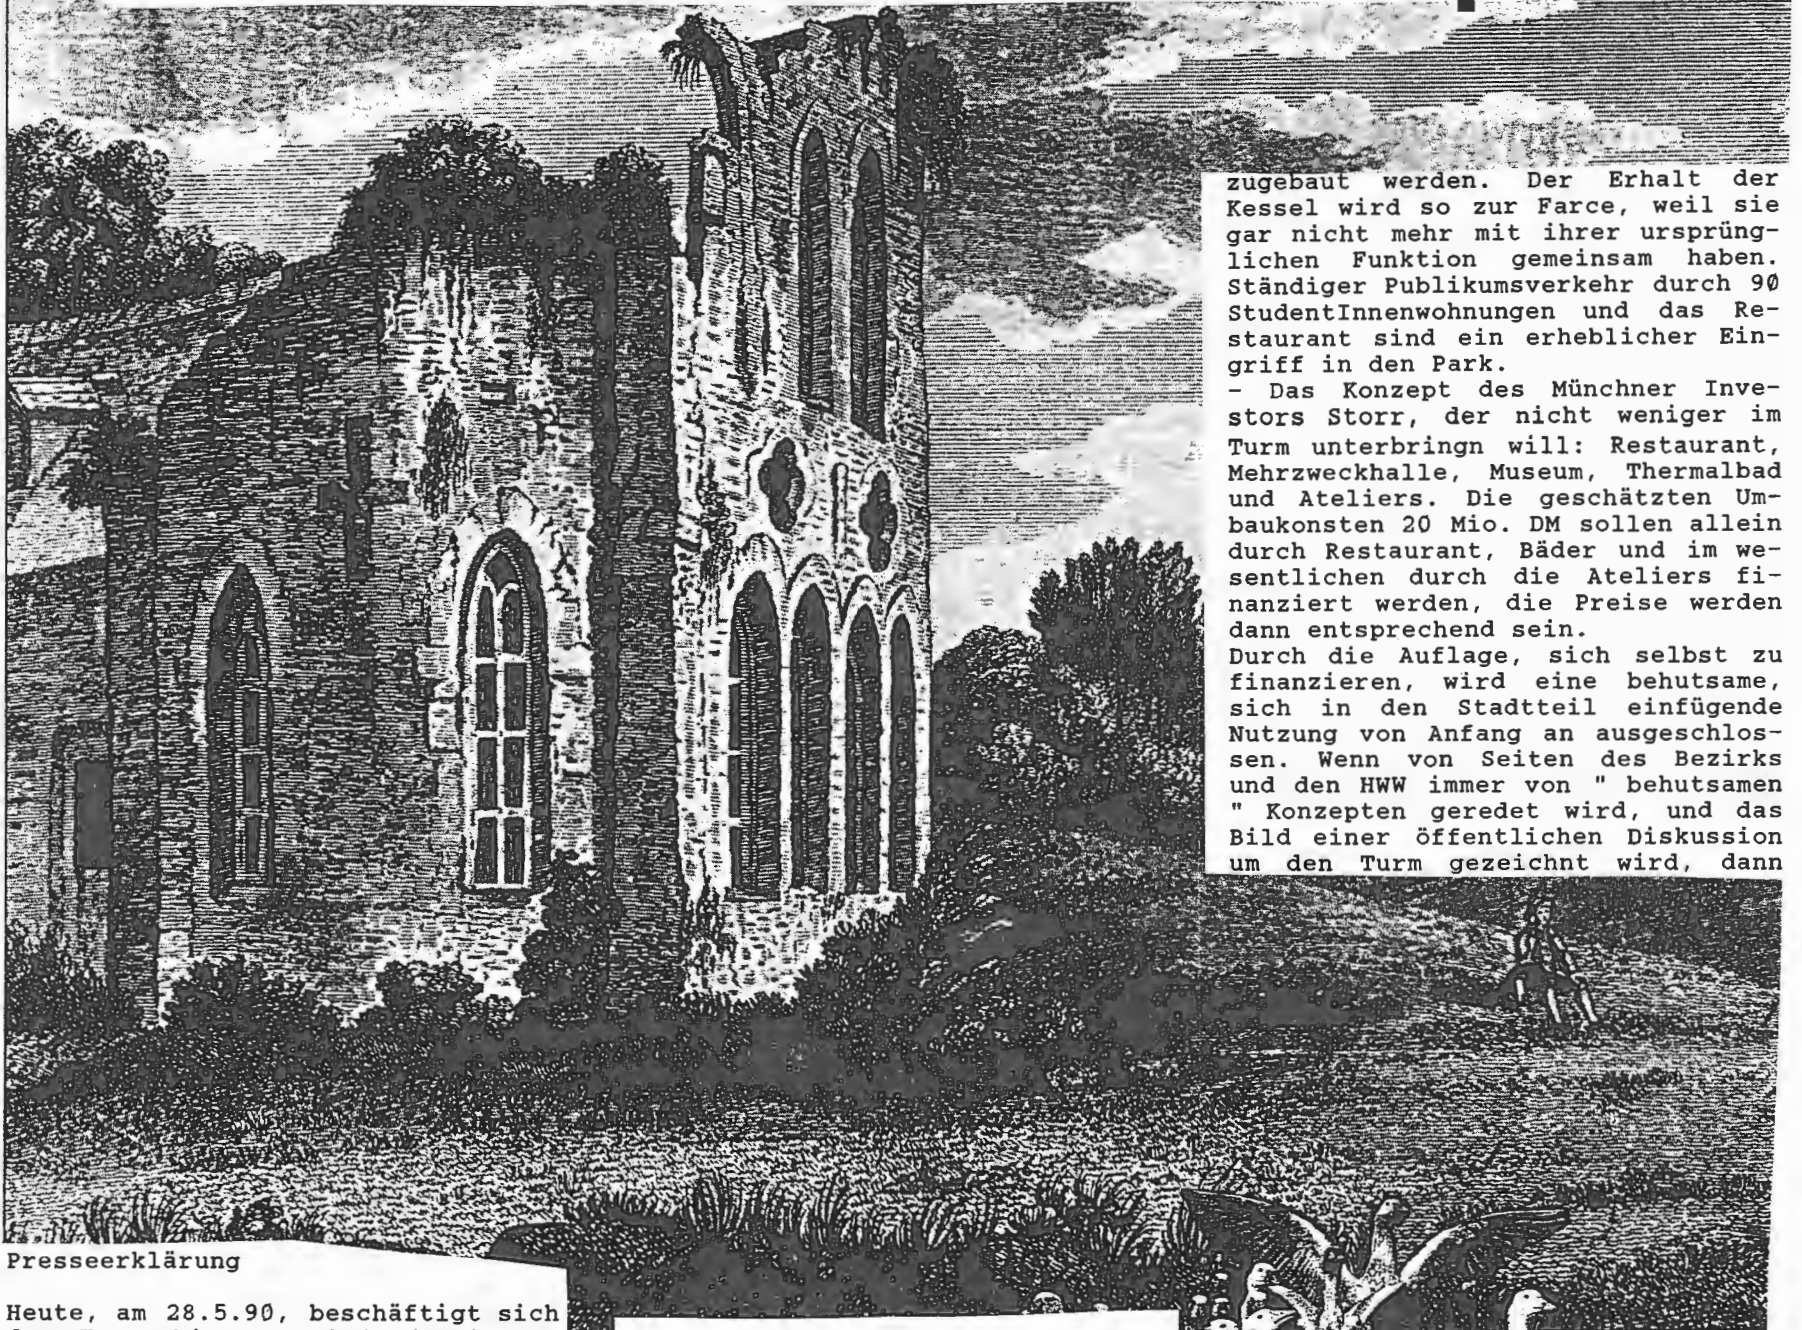 zugebaut werden. Der Erhalt der
Kessel wird so zur Farce, weil sie
gar nicht mehr mit ihrer ursprüng-
lichen Funktion gemeinsam haben.
Ständiger Publikumsverkehr durch 90
StudentInnenwohnungen und das Re-
staurant sind ein erheblicher Ein-
griff in den Park.
- Das Konzept des Münchner Inve-
stors Storr, der nicht weniger im
Turm unterbringn will: Restaurant,
Mehrzweckhalle, Museum, Thermalbad
und Ateliers. Die geschätzten Um-
baukonsten 20 Mio. DM sollen allein
durch Restaurant, Bäder und im we-
sentlichen durch die Ateliers fi-
nanziert werden, die Preise werden
dann entsprechend sein.
Durch die Auflage, sich selbst zu
finanzieren, wird eine behutsame,
sich in den Stadtteil einfügende
Nutzung von Anfang an ausgeschlos-
sen. Wenn von Seiten des Bezirks
und den HWW immer von " behutsamen
" Konzepten geredet wird, und das
Bild einer öffentlichen Diskussion
um den Turm gezeichnt wird, dann
Presseerklärung
Heute, am 28.5.90, beschäftigt sich